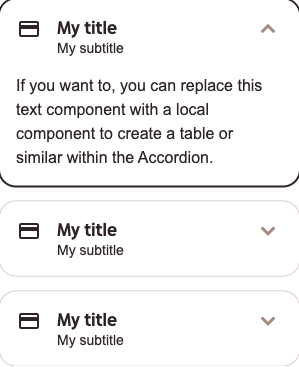 My title
My subtitle
If you want to, you can replace this
text component with a local
component to create a table or
similar within the Accordion.
My title
My subtitle
My title
My subtitle